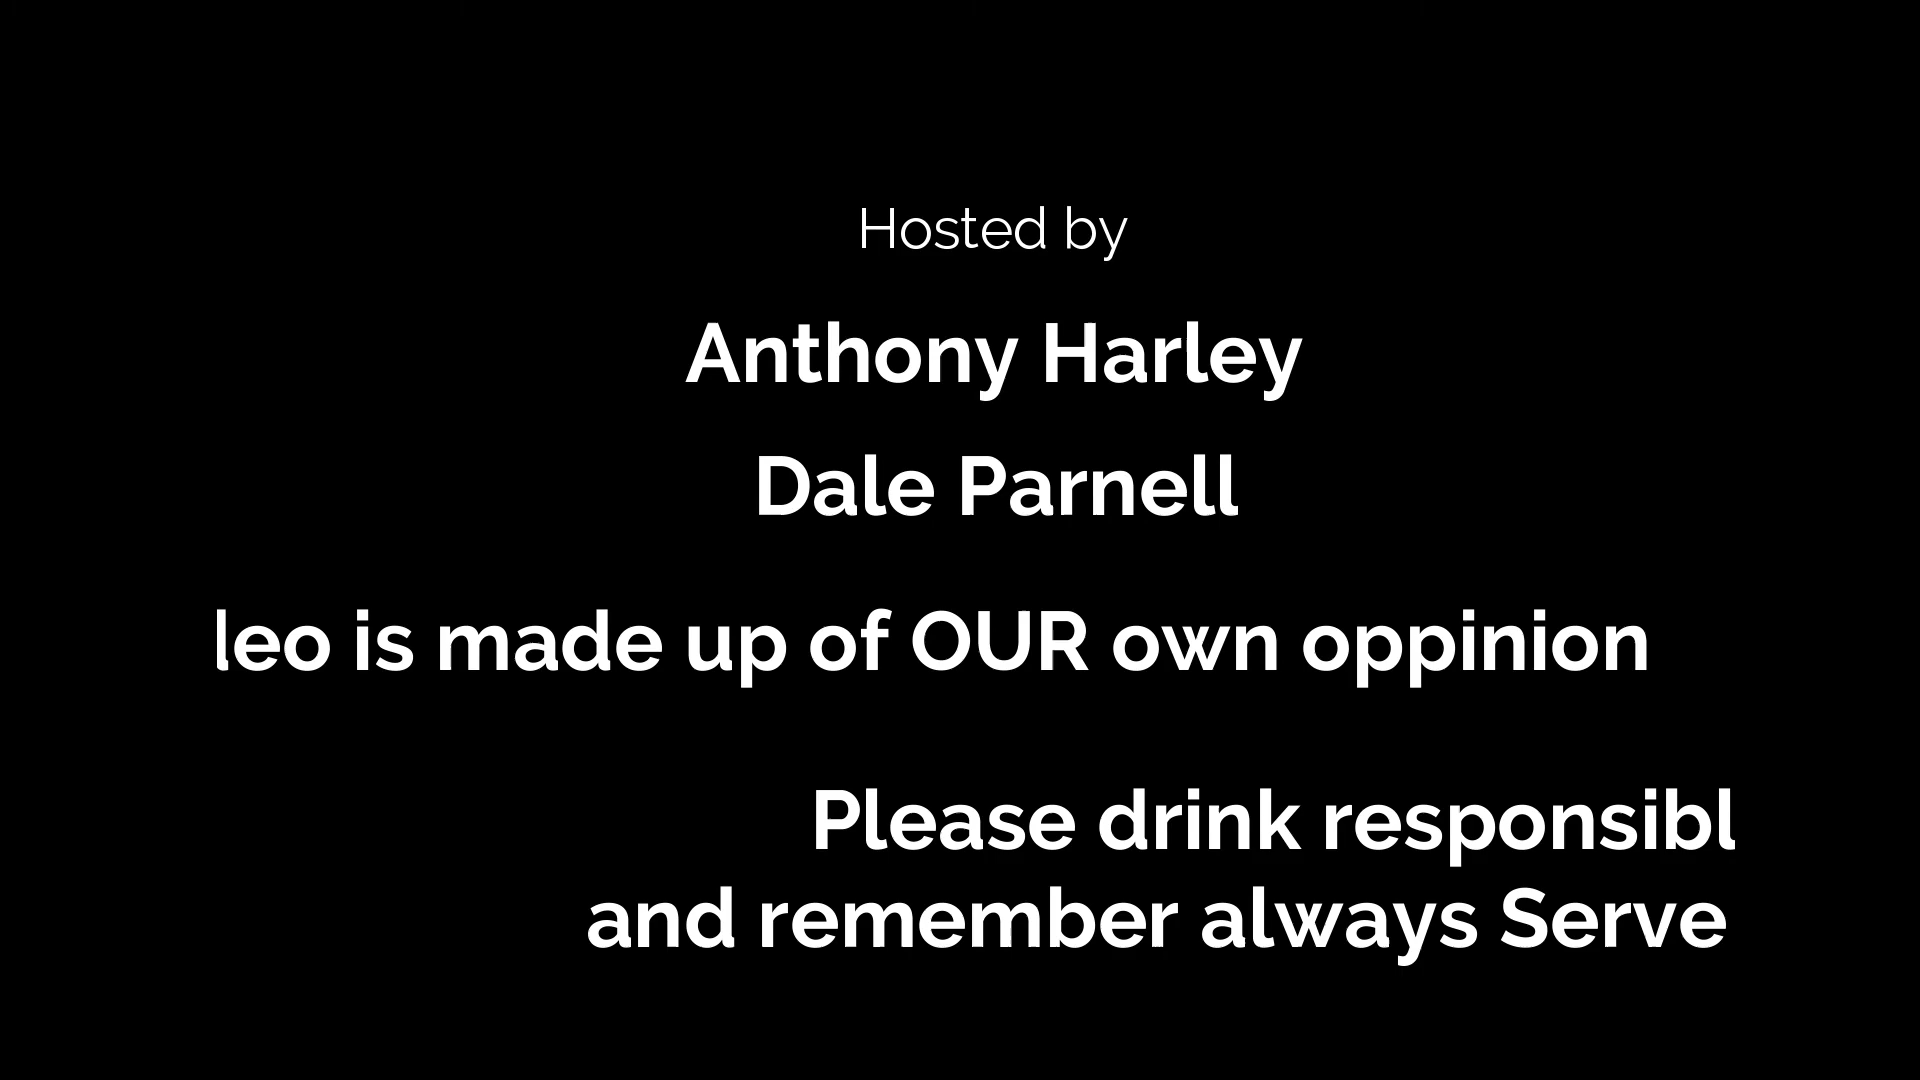 Hosted by
Anthony Harley
Dale Parnell
leo is made up of OUR own oppinion
Please drink responsibl
and remember always Serve